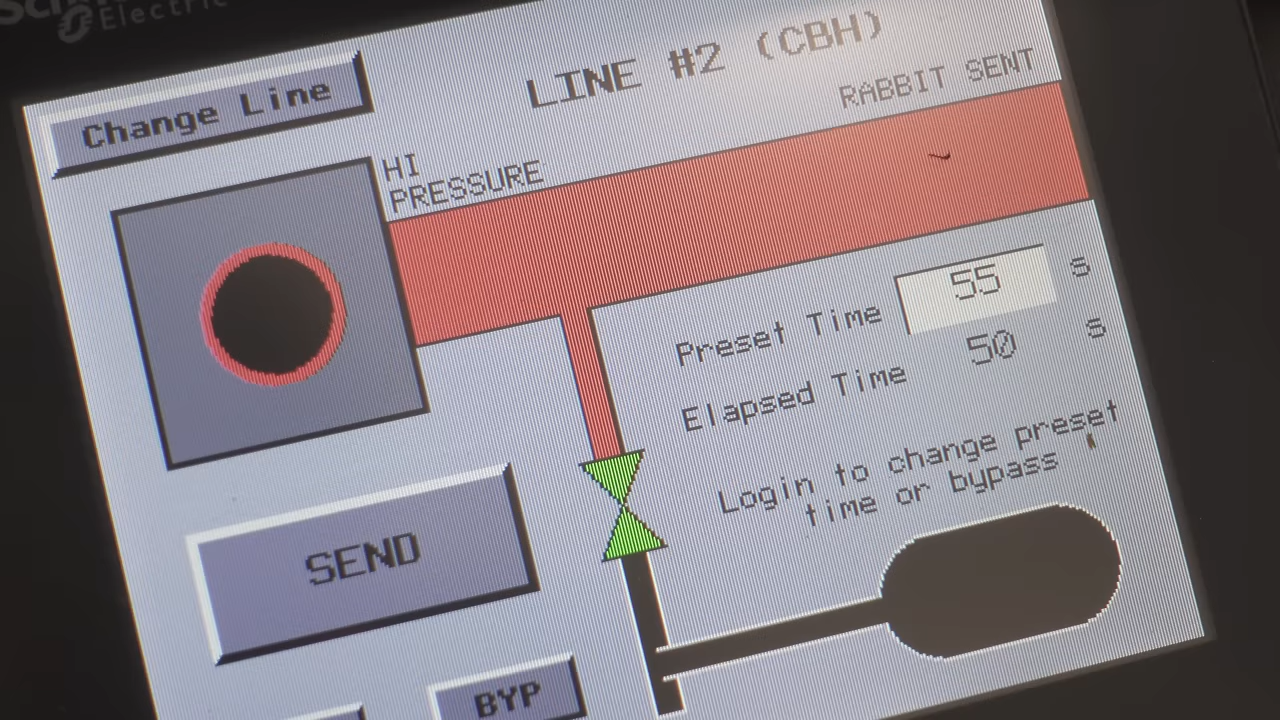 Electric
Change Line
LINE #2 (CBH)
RABBIT SENT
HI
PRESSURE
Preset Time 55 s
Elapsed Time 50 s
Login to change preset
time or bypass
SEND
BYP